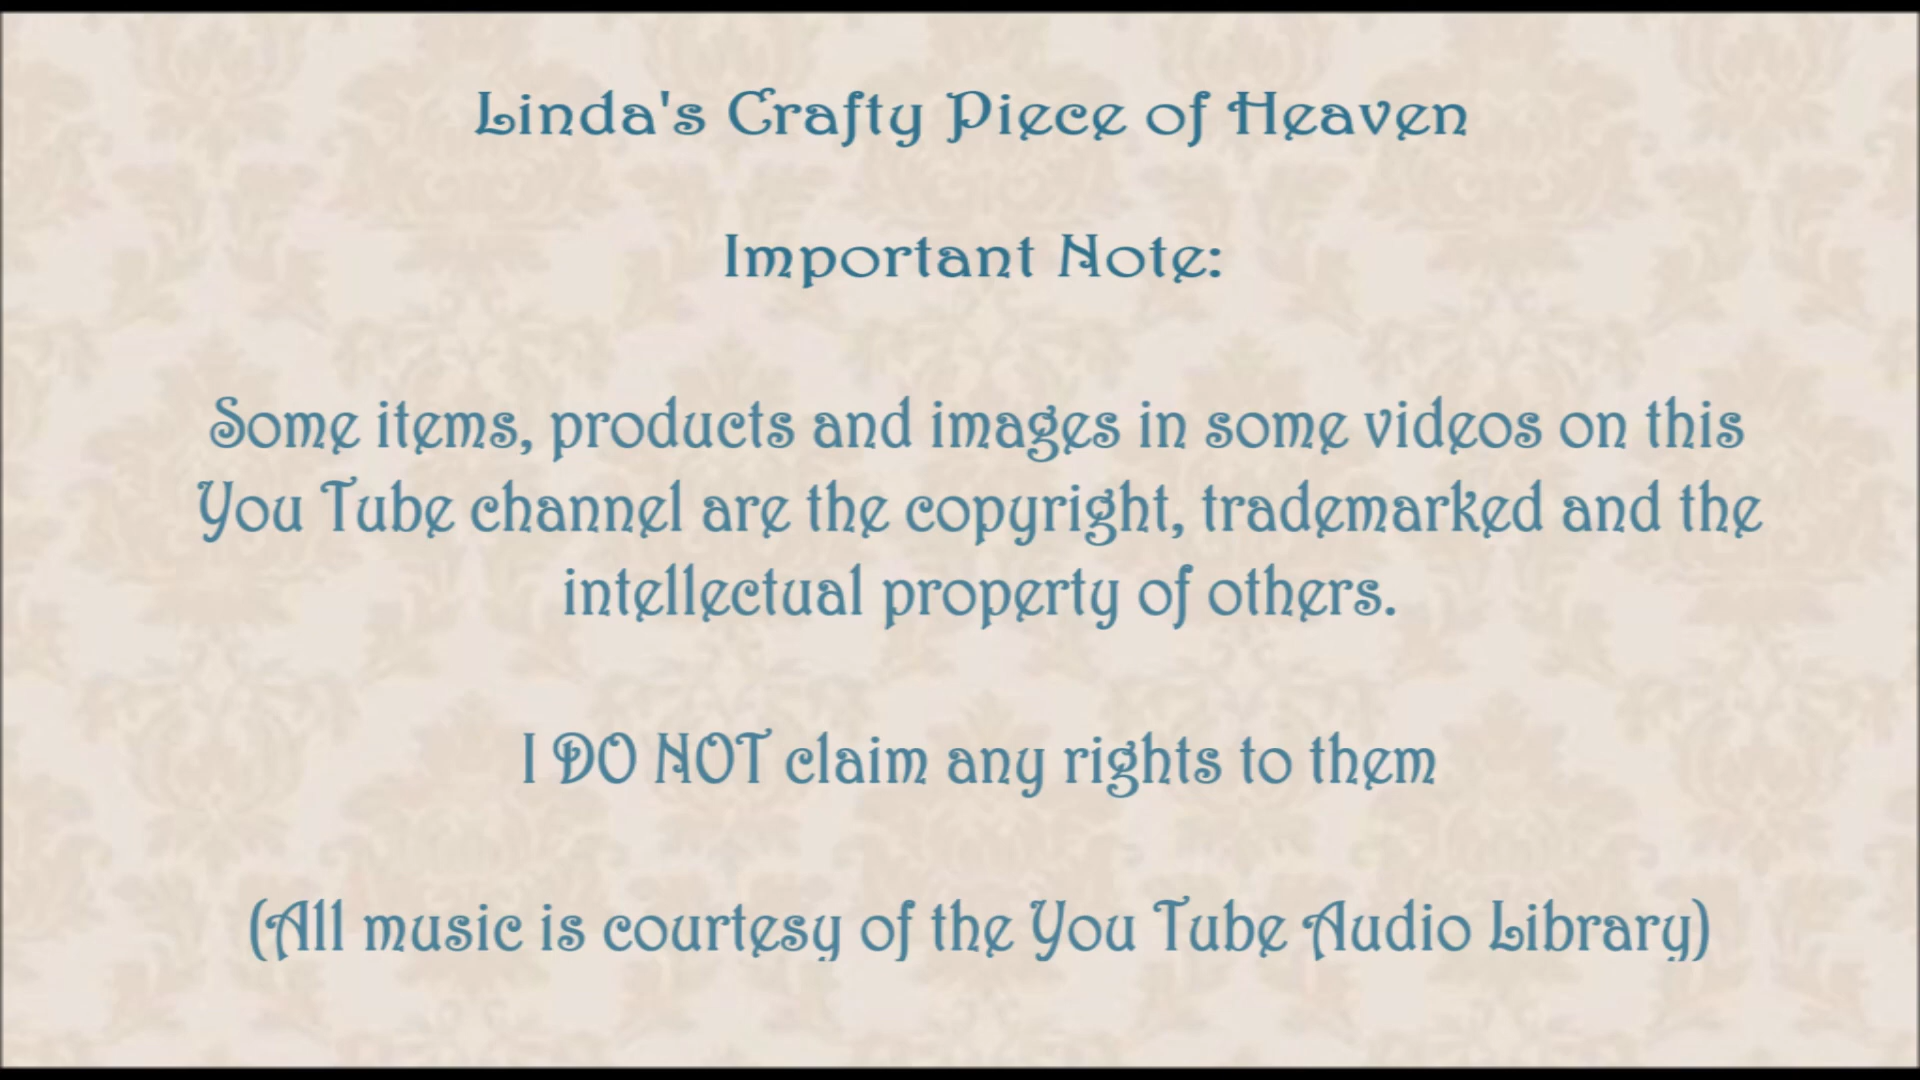 Linda's Crafty Piece of Heaven
Important Note:
Some items, products and images in some videos on this
You Tube channel are the copyright, trademarked and the
intellectual property of others.
I DO NOT claim any rights to them
(All music is courtesy of the You Tube Audio Library)